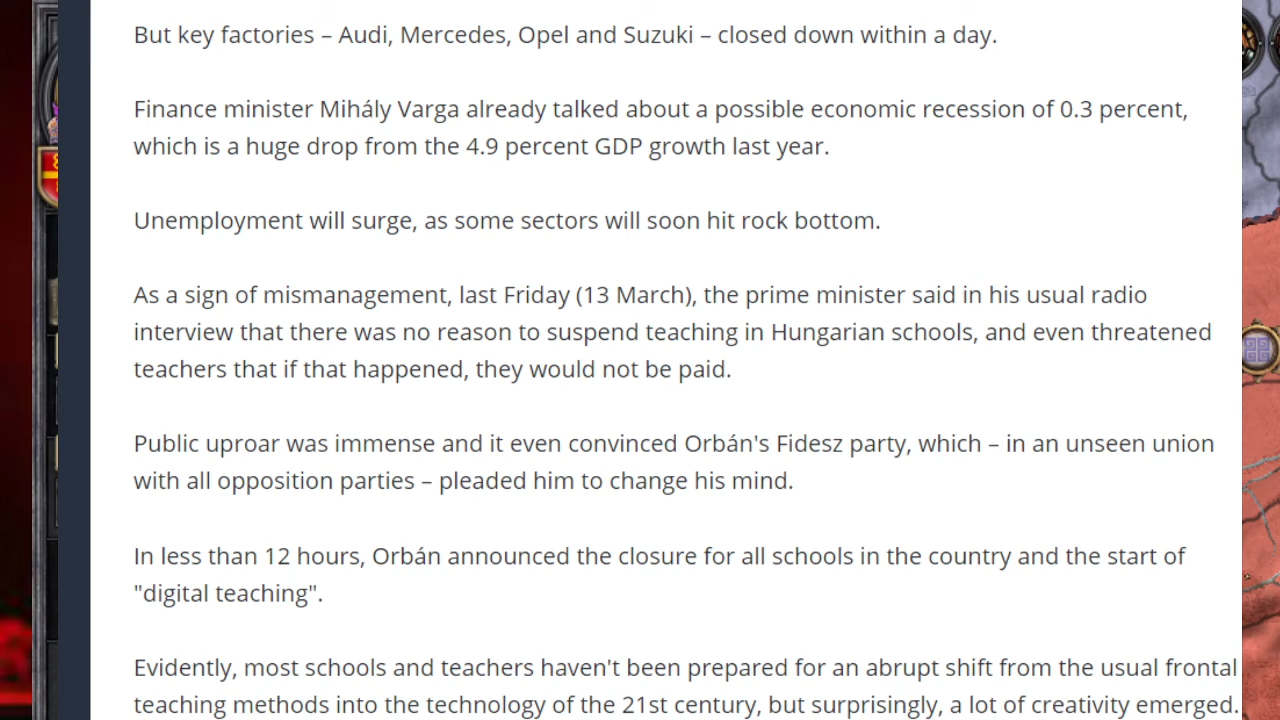 But key factories – Audi, Mercedes, Opel and Suzuki – closed down within a day.
Finance minister Mihály Varga already talked about a possible economic recession of 0.3 percent,
which is a huge drop from the 4.9 percent GDP growth last year.
Unemployment will surge, as some sectors will soon hit rock bottom.
As a sign of mismanagement, last Friday (13 March), the prime minister said in his usual radio
interview that there was no reason to suspend teaching in Hungarian schools, and even threatened
teachers that if that happened, they would not be paid.
Public uproar was immense and it even convinced Orbán's Fidesz party, which – in an unseen union
with all opposition parties – pleaded him to change his mind.
In less than 12 hours, Orbán announced the closure for all schools in the country and the start of
"digital teaching".
Evidently, most schools and teachers haven't been prepared for an abrupt shift from the usual frontal
teaching methods into the technology of the 21st century, but surprisingly, a lot of creativity emerged.